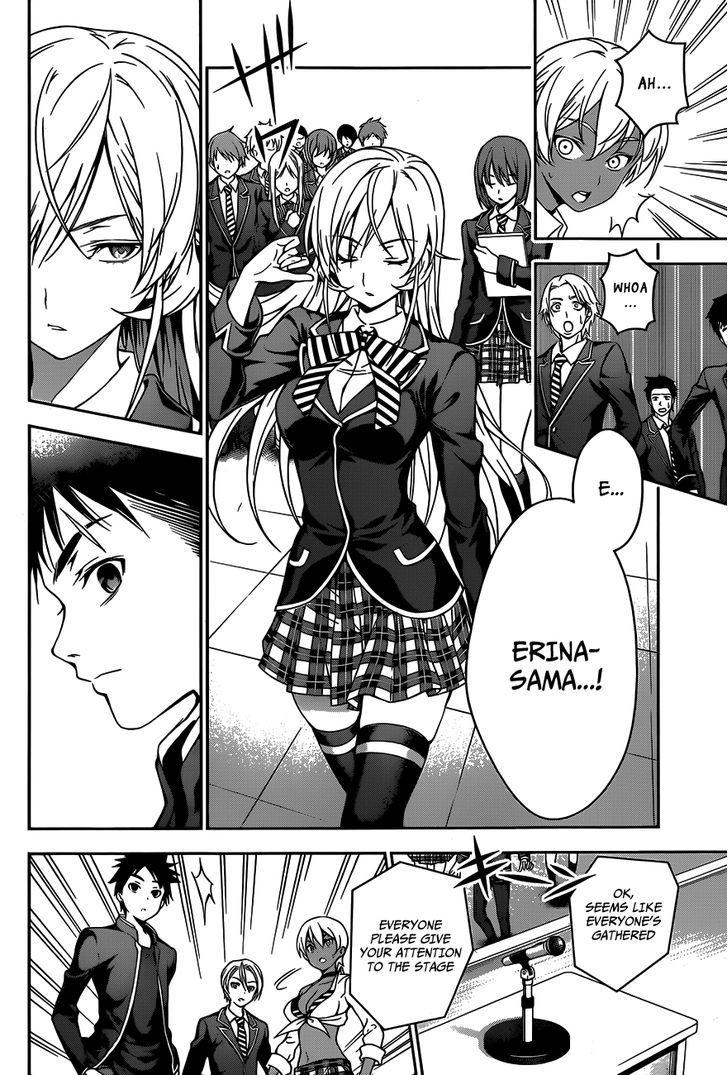 AH...
WHOA
...
E...
ERINA-
SAMA...!
OK,
SEEMS LIKE
EVERYONE'S
GATHERED
EVERYONE
PLEASE GIVE
YOUR ATTENTION
TO THE STAGE